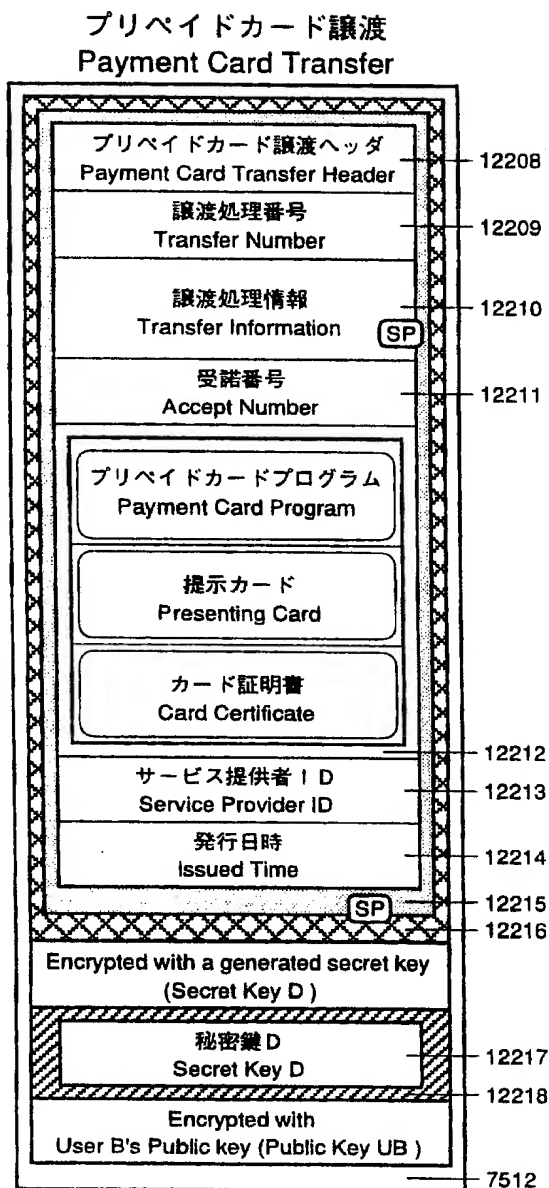 プリペイドカード譲渡
Payment Card Transfer
プリペイドカード譲渡ヘッダ
Payment Card Transfer Header
12208
譲渡処理番号
Transfer Number
12209
譲渡処理情報
Transfer Information
SP
12210
受諾番号
Accept Number
12211
プリペイドカードプログラム
Payment Card Program
提示カード
Presenting Card
カード証明書
Card Certificate
12212
サービス提供者ID
Service Provider ID
12213
発行日時
Issued Time
12214
SP
12215
12216
Encrypted with a generated secret key
(Secret Key D )
秘密鍵D
Secret Key D
12217
12218
Encrypted with
User B's Public key (Public Key UB )
7512